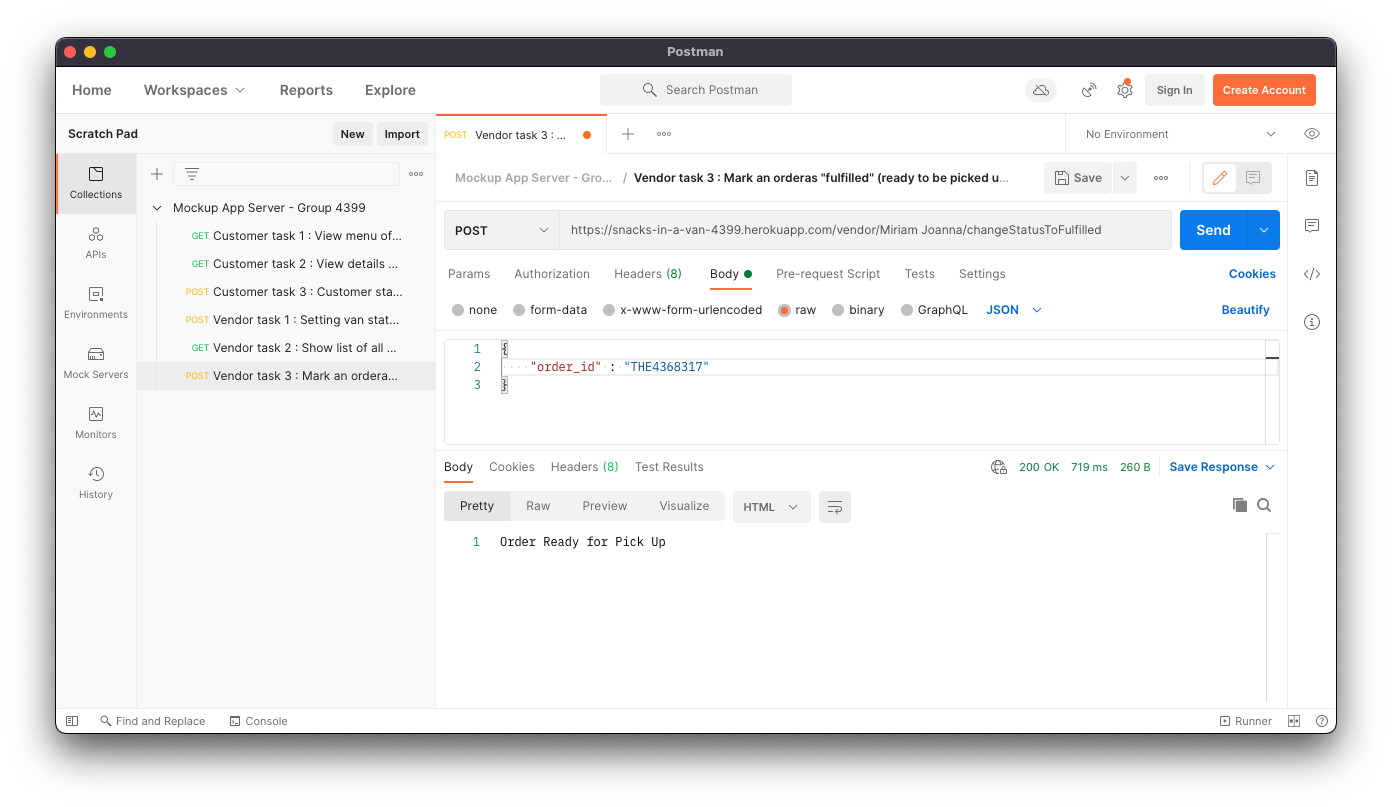 Postman
Home Workspaces Reports Explore Search Postman Sign In Create Account
Scratch Pad New Import
POST Vendor task 3 : ... No Environment
Collections
APIs
Environments
Mock Servers
Monitors
History
Mockup App Server - Group 4399
GET Customer task 1 : View menu of...
GET Customer task 2 : View details ...
POST Customer task 3 : Customer sta...
POST Vendor task 1 : Setting van stat...
GET Vendor task 2 : Show list of all ...
POST Vendor task 3 : Mark an ordera...
Mockup App Server - Gro... / Vendor task 3 : Mark an orderas "fulfilled" (ready to be picked u... Save
POST https://snacks-in-a-van-4399.herokuapp.com/vendor/Miriam Joanna/changeStatusToFulfilled Send
Params Authorization Headers (8) Body Pre-request Script Tests Settings Cookies
none form-data x-www-form-urlencoded raw binary GraphQL JSON Beautify
1 {
2 "order_id" : "THE4368317"
3 }
Body Cookies Headers (8) Test Results 200 OK 719 ms 260 B Save Response
Pretty Raw Preview Visualize HTML
1 Order Ready for Pick Up
Find and Replace Console Runner